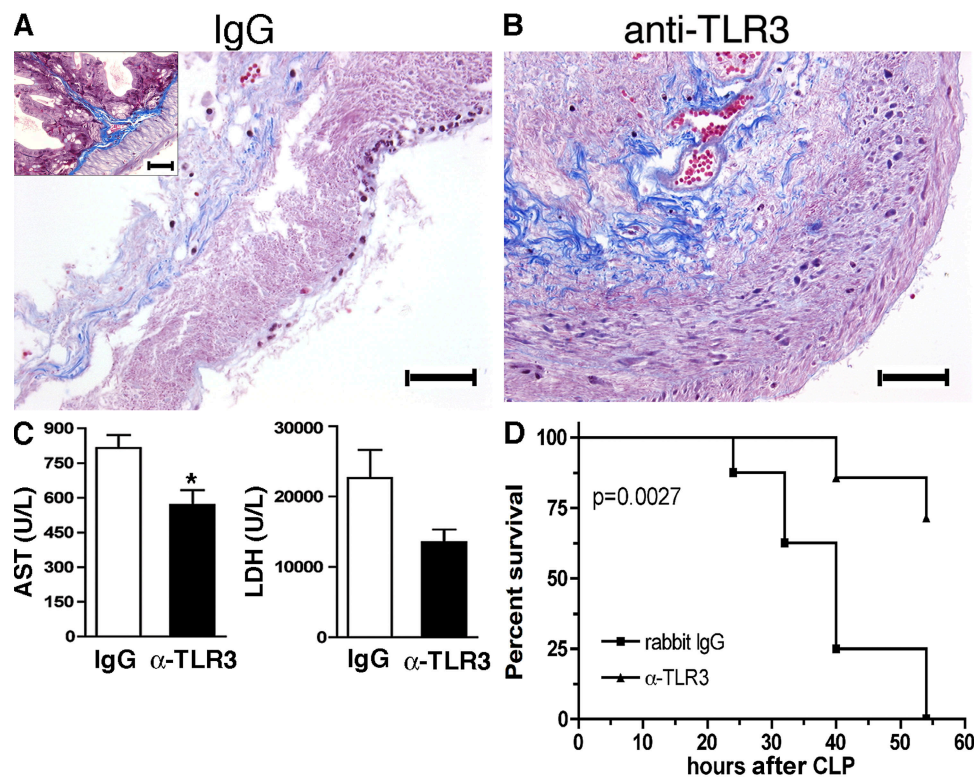 A IgG
B anti-TLR3
C
900
750
600
450
300
150
0
AST (U/L)
*
IgG α-TLR3
30000
20000
10000
0
LDH (U/L)
IgG α-TLR3
D
100
75
50
25
0
Percent survival
p=0.0027
rabbit IgG
α-TLR3
0 10 20 30 40 50 60
hours after CLP